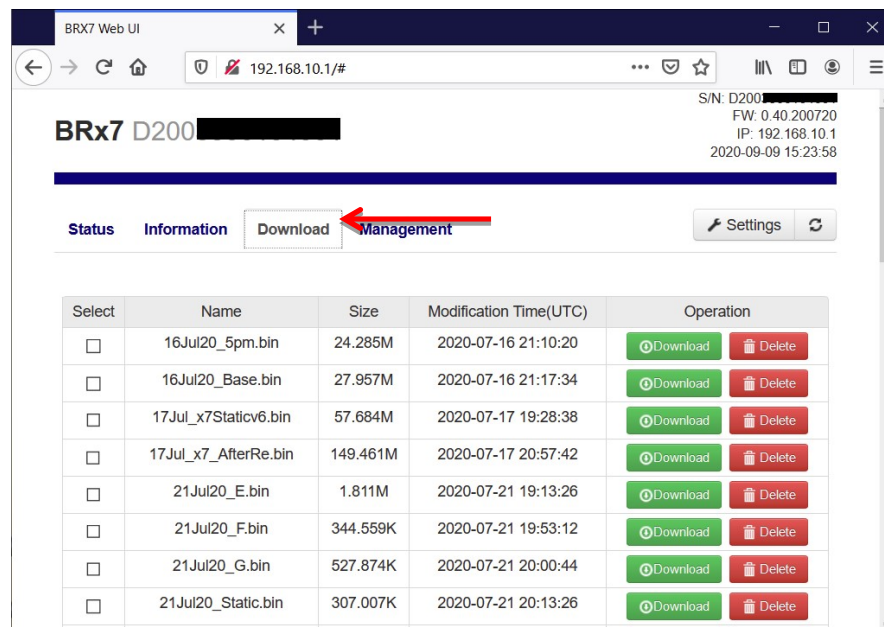 BRX7 Web UI
192.168.10.1/#
S/N: D200
BRx7 D200
FW: 0.40.200720
IP: 192.168.10.1
2020-09-09 15:23:58
Status Information Download Management Settings
Select Name Size Modification Time(UTC) Operation
16Jul20_5pm.bin 24.285M 2020-07-16 21:10:20 Download Delete
16Jul20_Base.bin 27.957M 2020-07-16 21:17:34 Download Delete
17Jul_x7Staticv6.bin 57.684M 2020-07-17 19:28:38 Download Delete
17Jul_x7_AfterRe.bin 149.461M 2020-07-17 20:57:42 Download Delete
21Jul20_E.bin 1.811M 2020-07-21 19:13:26 Download Delete
21Jul20_F.bin 344.559K 2020-07-21 19:53:12 Download Delete
21Jul20_G.bin 527.874K 2020-07-21 20:00:44 Download Delete
21Jul20_Static.bin 307.007K 2020-07-21 20:13:26 Download Delete